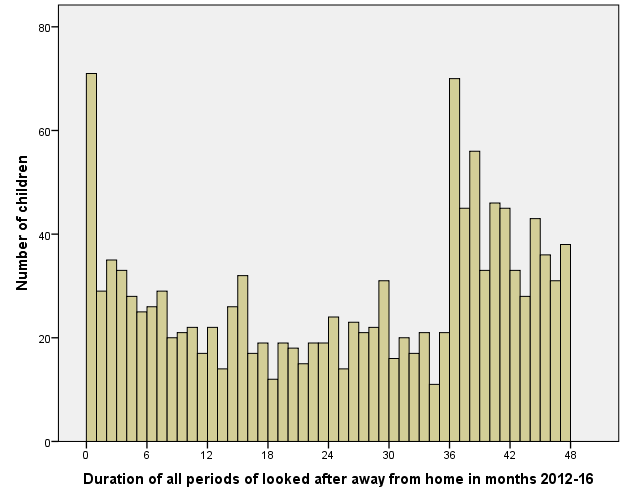 80
60
40
20
0
Number of children
0 6 12 18 24 30 36 42 48
Duration of all periods of looked after away from home in months 2012-16